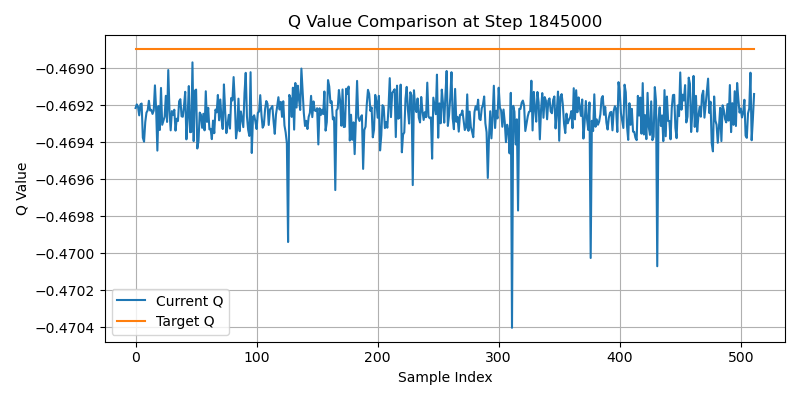 Q Value Comparison at Step 1845000
Q Value
−0.4690
−0.4692
−0.4694
−0.4696
−0.4698
−0.4700
−0.4702
−0.4704
Current Q
Target Q
0 100 200 300 400 500
Sample Index